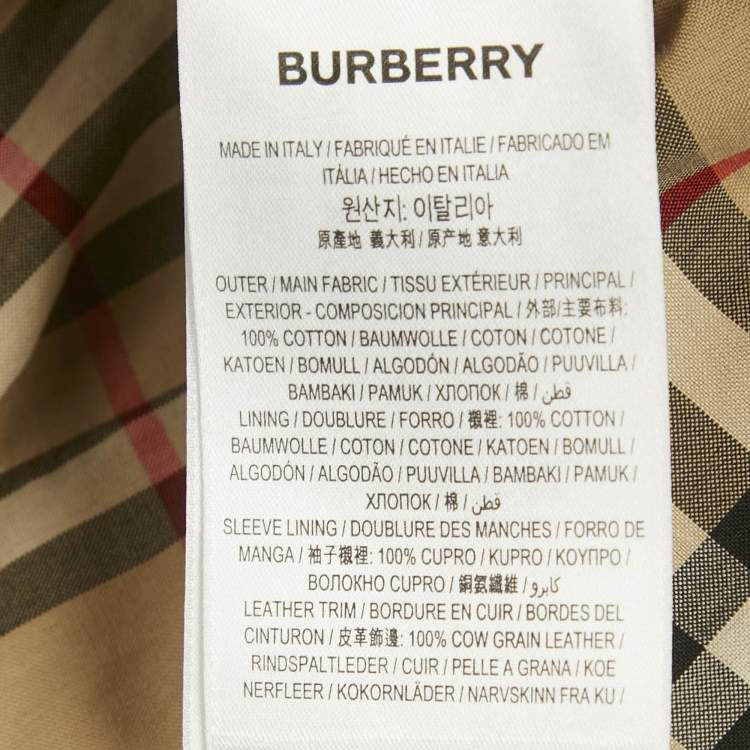 BURBERRY
MADE IN ITALY / FABRIQUÉ EN ITALIE / FABRICADO EM
ITÁLIA / HECHO EN ITALIA
원산지: 이탈리아
原產地 義大利 / 原产地 意大利
OUTER / MAIN FABRIC / TISSU EXTÉRIEUR / PRINCIPAL /
EXTERIOR - COMPOSICION PRINCIPAL / 外部/主要布料:
100% COTTON / BAUMWOLLE / COTON / COTONE /
KATOEN / BOMULL / ALGODÓN / ALGODÃO / PUUVILLA /
BAMBAKI / PAMUK / ХЛОПОК / 棉 / قطن
LINING / DOUBLURE / FORRO / 襯裡: 100% COTTON /
BAUMWOLLE / COTON / COTONE / KATOEN / BOMULL /
ALGODÓN / ALGODÃO / PUUVILLA / BAMBAKI / PAMUK /
ХЛОПОК / 棉 / قطن
SLEEVE LINING / DOUBLURE DES MANCHES / FORRO DE
MANGA / 袖子襯裡: 100% CUPRO / KUPRO / ΚΟΥΠΡΟ /
ВОЛОКНО CUPRO / 銅氨纖維 / كابرو
LEATHER TRIM / BORDURE EN CUIR / BORDES DEL
CINTURON / 皮革飾邊: 100% COW GRAIN LEATHER /
RINDSPALTLEDER / CUIR / PELLE A GRANA / KOE
NERFLEER / KOKORNLÄDER / NARVSKINN FRA KU /